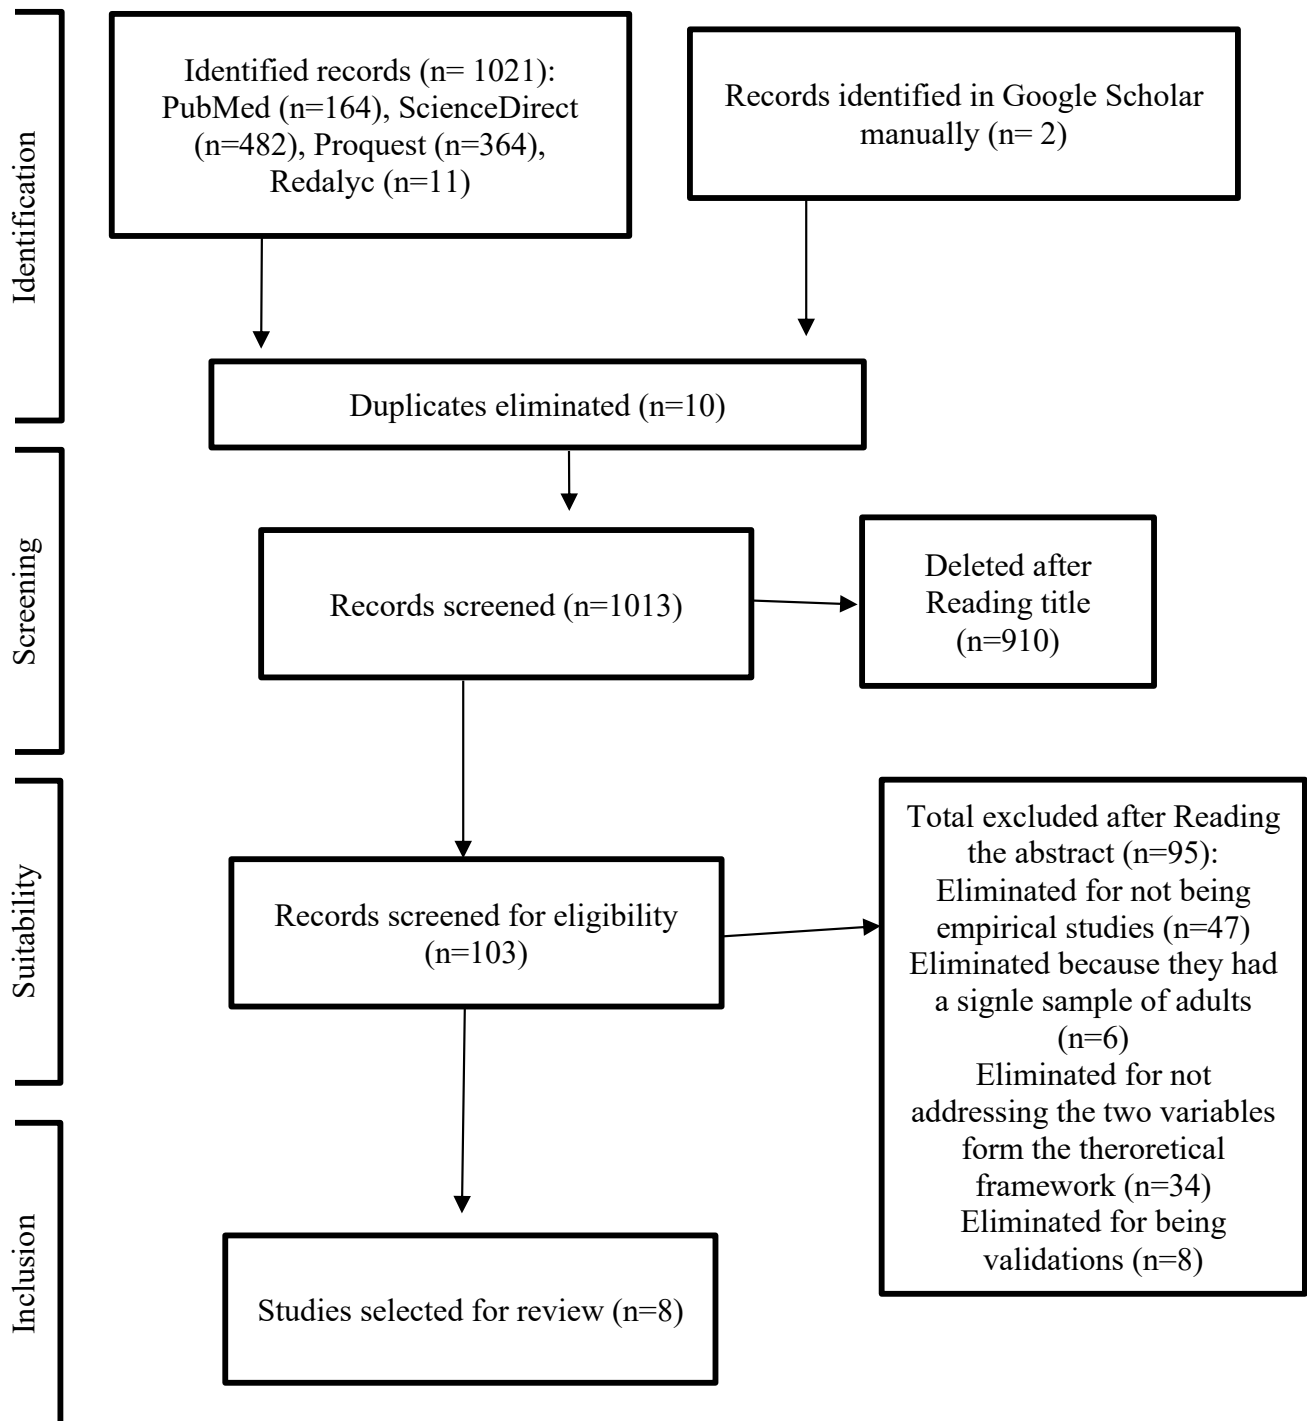 Identification
Identified records (n= 1021):
PubMed (n=164), ScienceDirect
(n=482), Proquest (n=364),
Redalyc (n=11)
Records identified in Google Scholar
manually (n= 2)
Duplicates eliminated (n=10)
Screening
Records screened (n=1013)
Deleted after
Reading title
(n=910)
Suitability
Records screened for eligibility
(n=103)
Total excluded after Reading
the abstract (n=95):
Eliminated for not being
empirical studies (n=47)
Eliminated because they had
a signle sample of adults
(n=6)
Eliminated for not
addressing the two variables
form the theroretical
framework (n=34)
Eliminated for being
validations (n=8)
Inclusion
Studies selected for review (n=8)